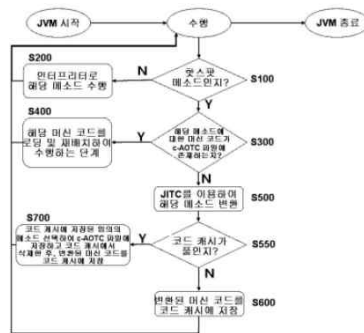 JVM 시작
수행
JVM 종료
S200
인터프리터로
해당 메소드 수행
N
핫스팟
메소드인지?
S100
Y
S400
해당 머신 코드를
로딩 및 재배치하여
수행하는 단계
Y
해당 메소드에
대한 머신 코드가
c-AOTC 파일에
존재하는지?
S300
N
JITC를 이용하여
해당 메소드 변환
S500
S700
코드 캐시에 저장된 임의의
메소드 선택하여 c-AOTC 파일에
저장하고 코드 캐시에서
삭제한 후, 변환된 머신 코드를
코드 캐시에 저장
Y
코드 캐시가
풀인지?
S550
N
변환된 머신 코드를
코드 캐시에 저장
S600